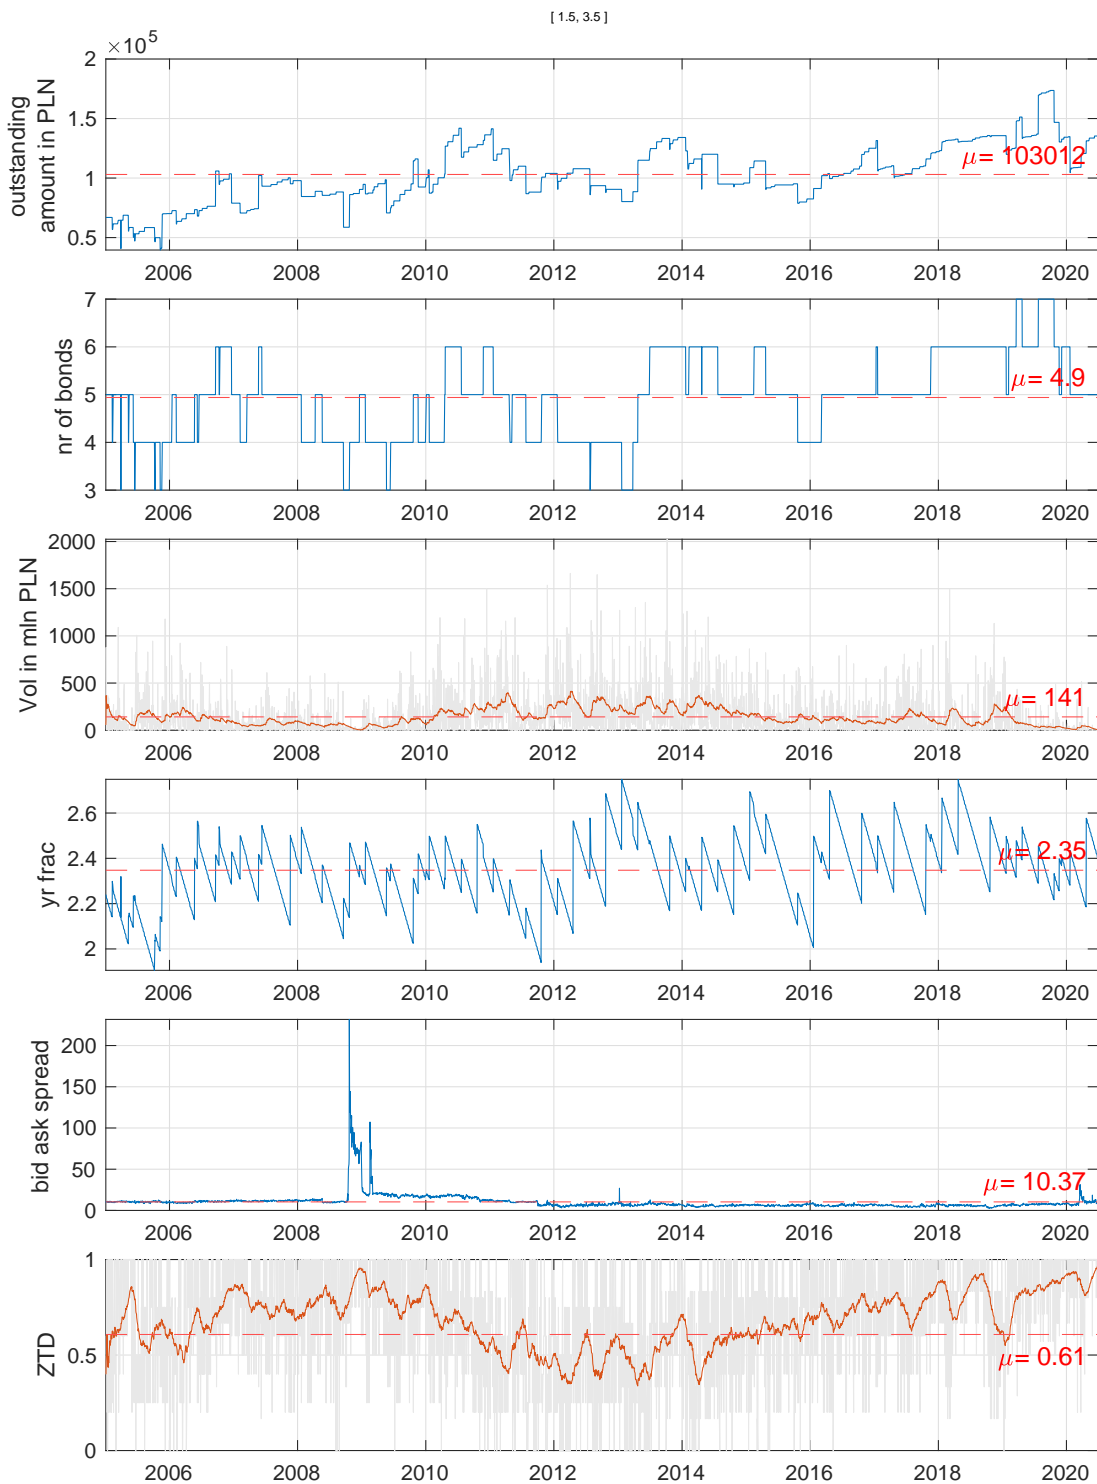 [ 1.5, 3.5 ]
×10^5
2
1.5
1
0.5
outstanding
amount in PLN
μ= 103012
2006 2008 2010 2012 2014 2016 2018 2020
7
6
5
4
3
nr of bonds
μ= 4.9
2006 2008 2010 2012 2014 2016 2018 2020
2000
1500
1000
500
0
Vol in mln PLN
μ= 141
2006 2008 2010 2012 2014 2016 2018 2020
2.6
2.4
2.2
2
yr frac
μ= 2.35
2006 2008 2010 2012 2014 2016 2018 2020
200
150
100
50
0
bid ask spread
μ= 10.37
2006 2008 2010 2012 2014 2016 2018 2020
1
0.5
0
ZTD
μ= 0.61
2006 2008 2010 2012 2014 2016 2018 2020